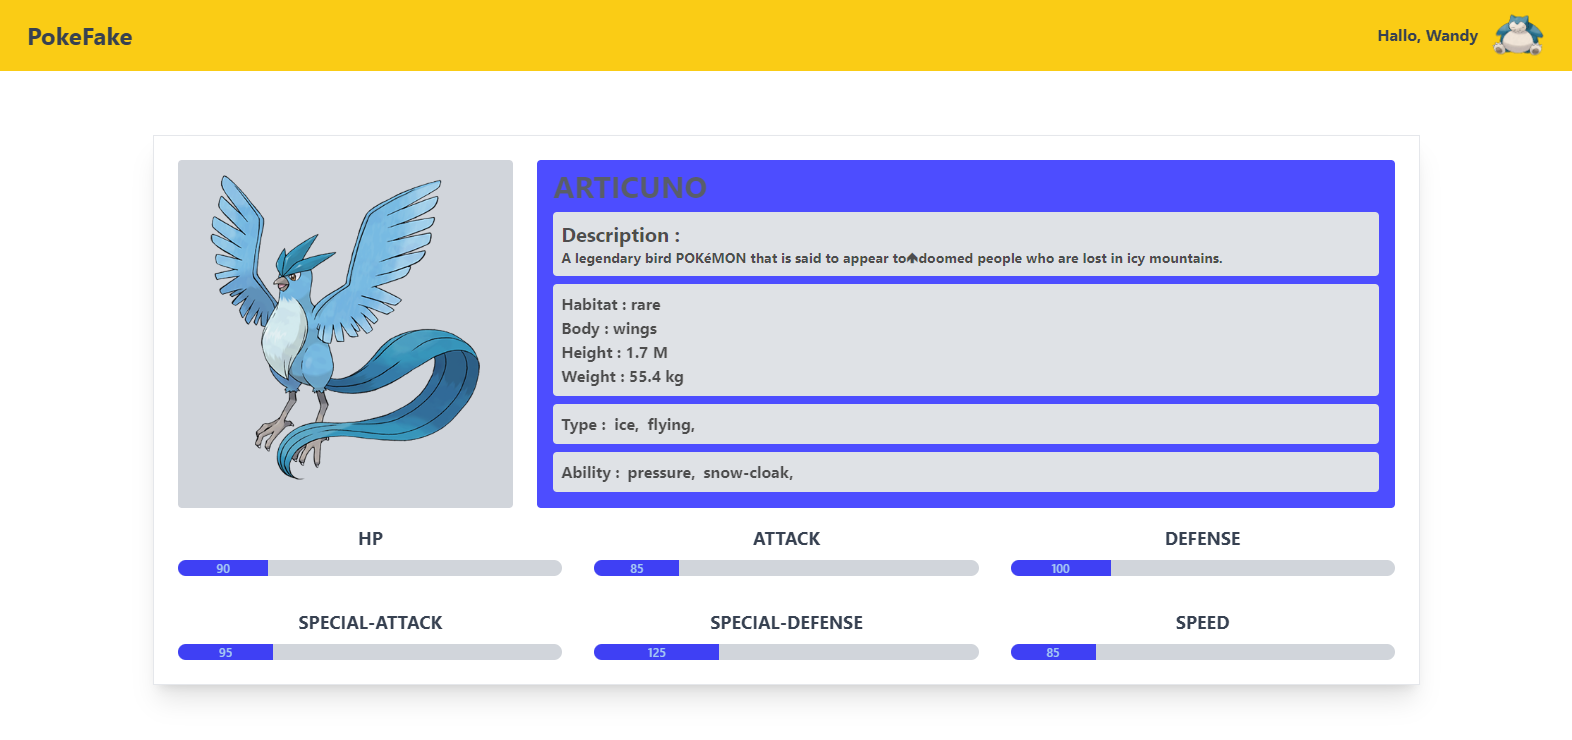 PokeFake
Hallo, Wandy
ARTICUNO
Description :
A legendary bird POKéMON that is said to appear to🢁doomed people who are lost in icy mountains.
Habitat : rare
Body : wings
Height : 1.7 M
Weight : 55.4 kg
Type : ice, flying,
Ability : pressure, snow-cloak,
HP
90
ATTACK
85
DEFENSE
100
SPECIAL-ATTACK
95
SPECIAL-DEFENSE
125
SPEED
85